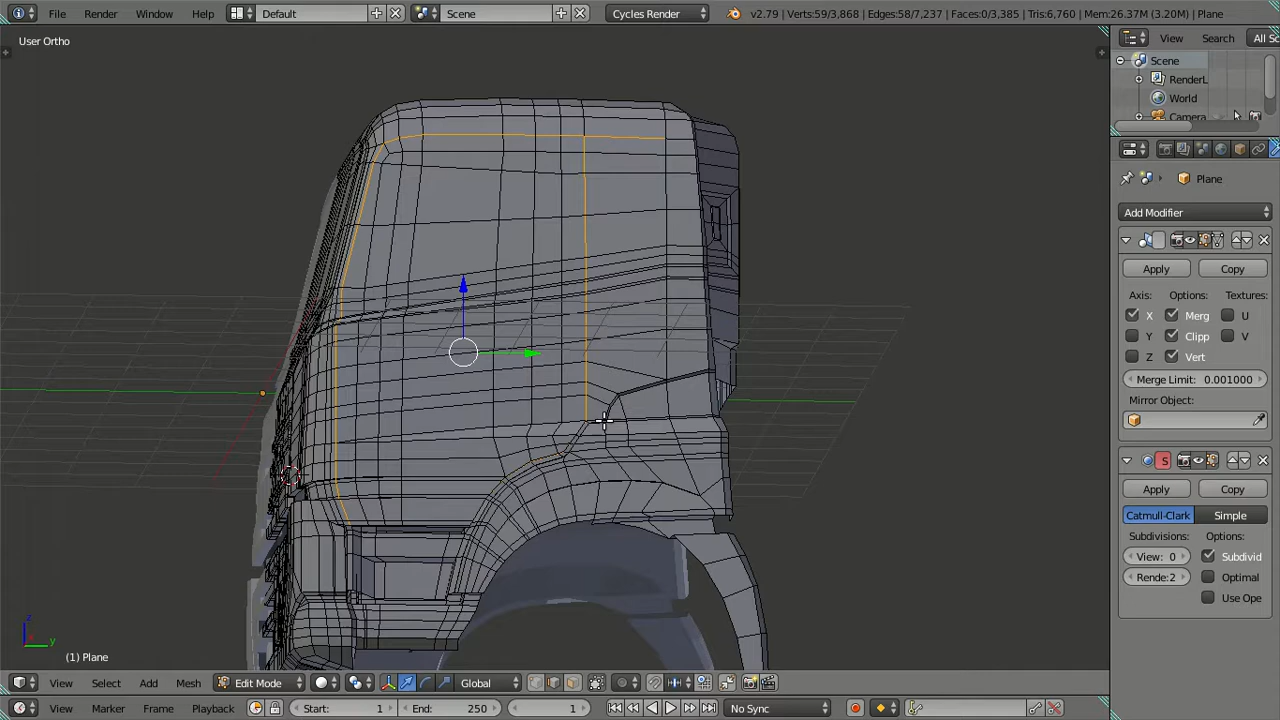 File Render Window Help Default Scene Cycles Render v2.79 | Verts:59/3,868 | Edges:58/7,237 | Faces:0/3,385 | Tris:6,760 | Mem:26.37M (3.20M) | Plane
User Ortho
View Search All Sc
Scene
RenderL
World
Camera
Plane
Add Modifier
Apply Copy
Axis: Options: Textures:
X Merg U
Y Clipp V
Z Vert
Merge Limit: 0.001000
Mirror Object:
S
Apply Copy
Catmull-Clark Simple
Subdivisions: Options:
View: 0 Subdivid
Rende:2 Optimal
Use Ope
z
y
(1) Plane
View Select Add Mesh Edit Mode Global
View Marker Frame Playback Start: 1 End: 250 1 No Sync